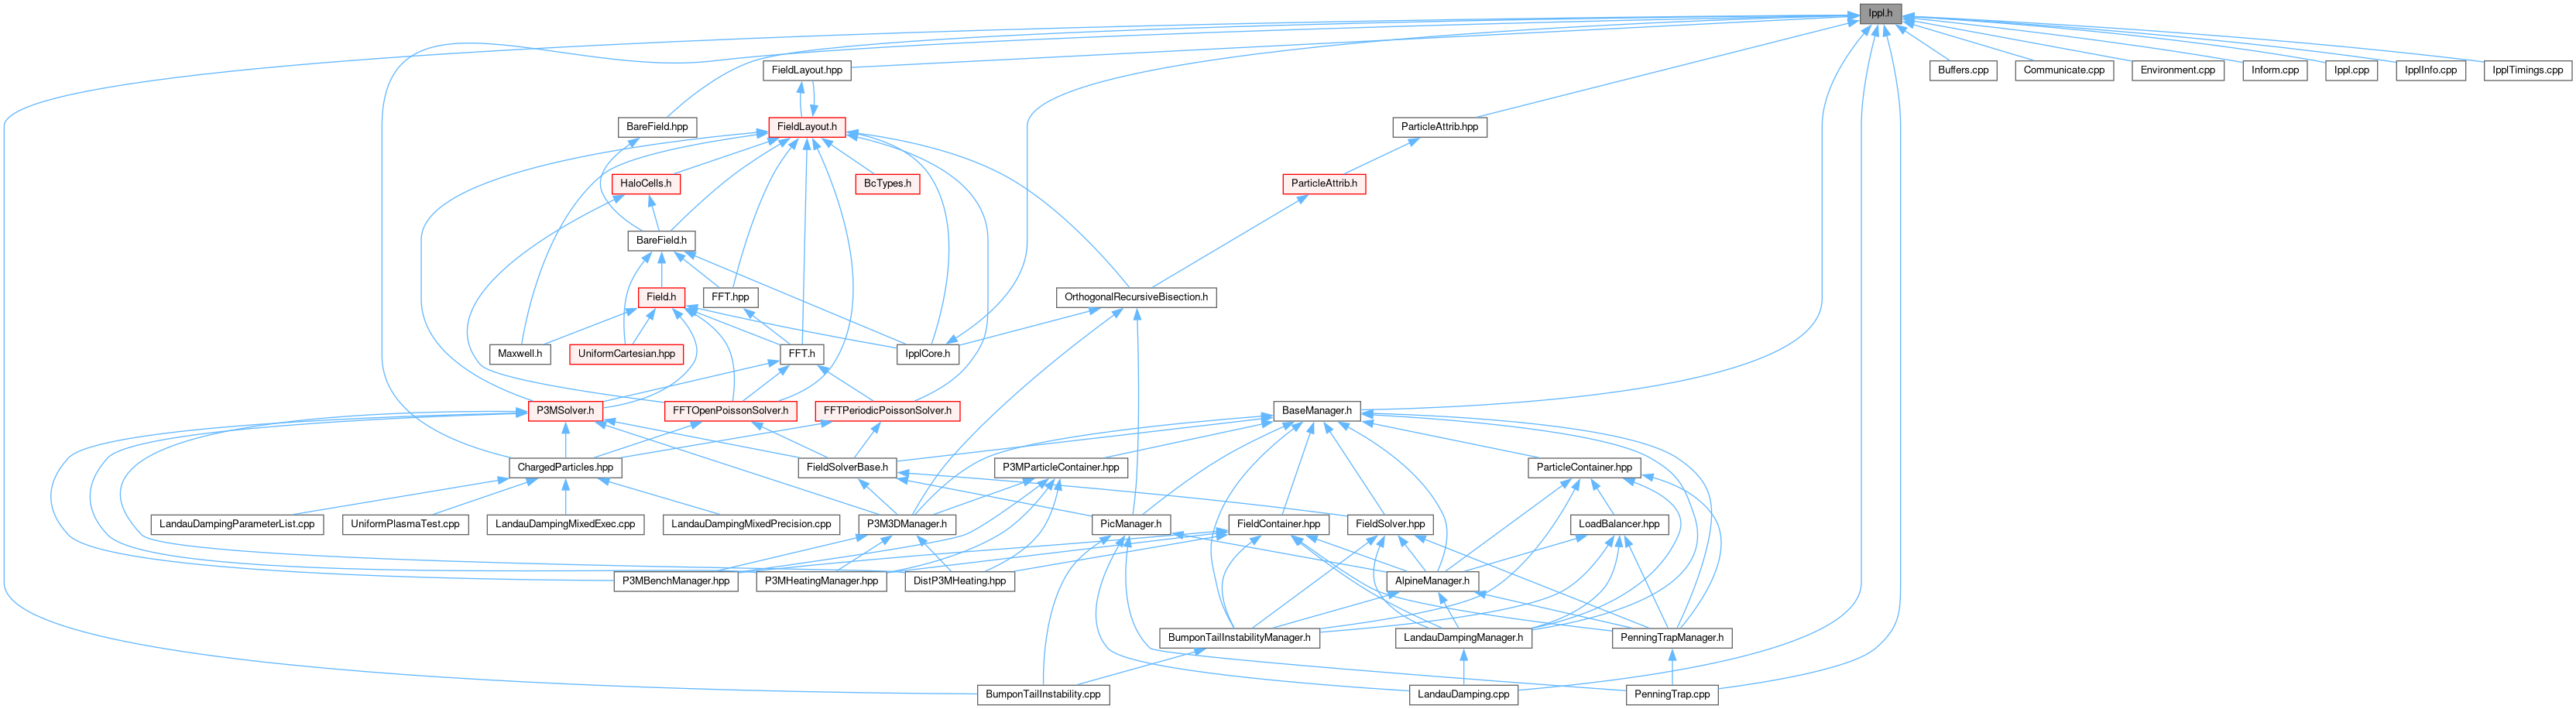 Ippl.h
FieldLayout.hpp
Buffers.cpp
Communicate.cpp
Environment.cpp
Inform.cpp
Ippl.cpp
IpplInfo.cpp
IpplTimings.cpp
BareField.hpp
FieldLayout.h
ParticleAttrib.hpp
HaloCells.h
BcTypes.h
ParticleAttrib.h
BareField.h
Field.h
FFT.hpp
OrthogonalRecursiveBisection.h
Maxwell.h
UniformCartesian.hpp
FFT.h
IpplCore.h
P3MSolver.h
FFTOpenPoissonSolver.h
FFTPeriodicPoissonSolver.h
BaseManager.h
ChargedParticles.hpp
FieldSolverBase.h
P3MParticleContainer.hpp
ParticleContainer.hpp
LandauDampingParameterList.cpp
UniformPlasmaTest.cpp
LandauDampingMixedExec.cpp
LandauDampingMixedPrecision.cpp
P3M3DManager.h
PicManager.h
FieldContainer.hpp
FieldSolver.hpp
LoadBalancer.hpp
P3MBenchManager.hpp
P3MHeatingManager.hpp
DistP3MHeating.hpp
AlpineManager.h
BumponTailInstabilityManager.h
LandauDampingManager.h
PenningTrapManager.h
BumponTailInstability.cpp
LandauDamping.cpp
PenningTrap.cpp